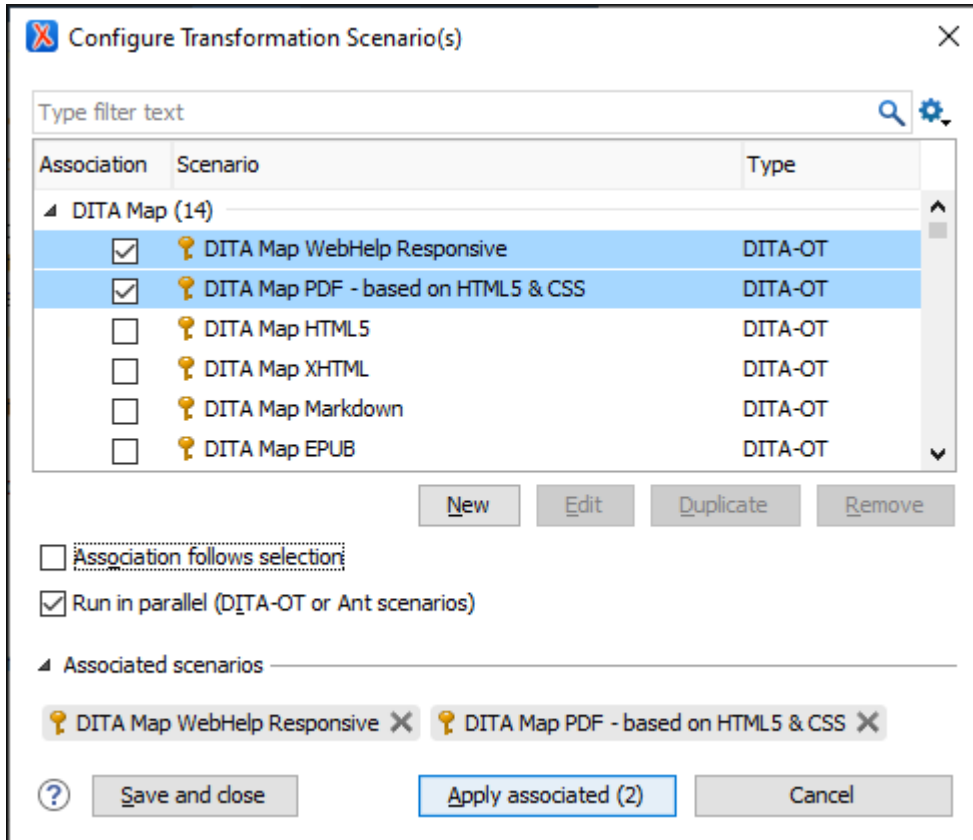 Configure Transformation Scenario(s)
Type filter text
Association Scenario Type
DITA Map (14)
DITA Map WebHelp Responsive DITA-OT
DITA Map PDF - based on HTML5 & CSS DITA-OT
DITA Map HTML5 DITA-OT
DITA Map XHTML DITA-OT
DITA Map Markdown DITA-OT
DITA Map EPUB DITA-OT
New Edit Duplicate Remove
Association follows selection
Run in parallel (DITA-OT or Ant scenarios)
Associated scenarios
DITA Map WebHelp Responsive DITA Map PDF - based on HTML5 & CSS
? Save and close Apply associated (2) Cancel